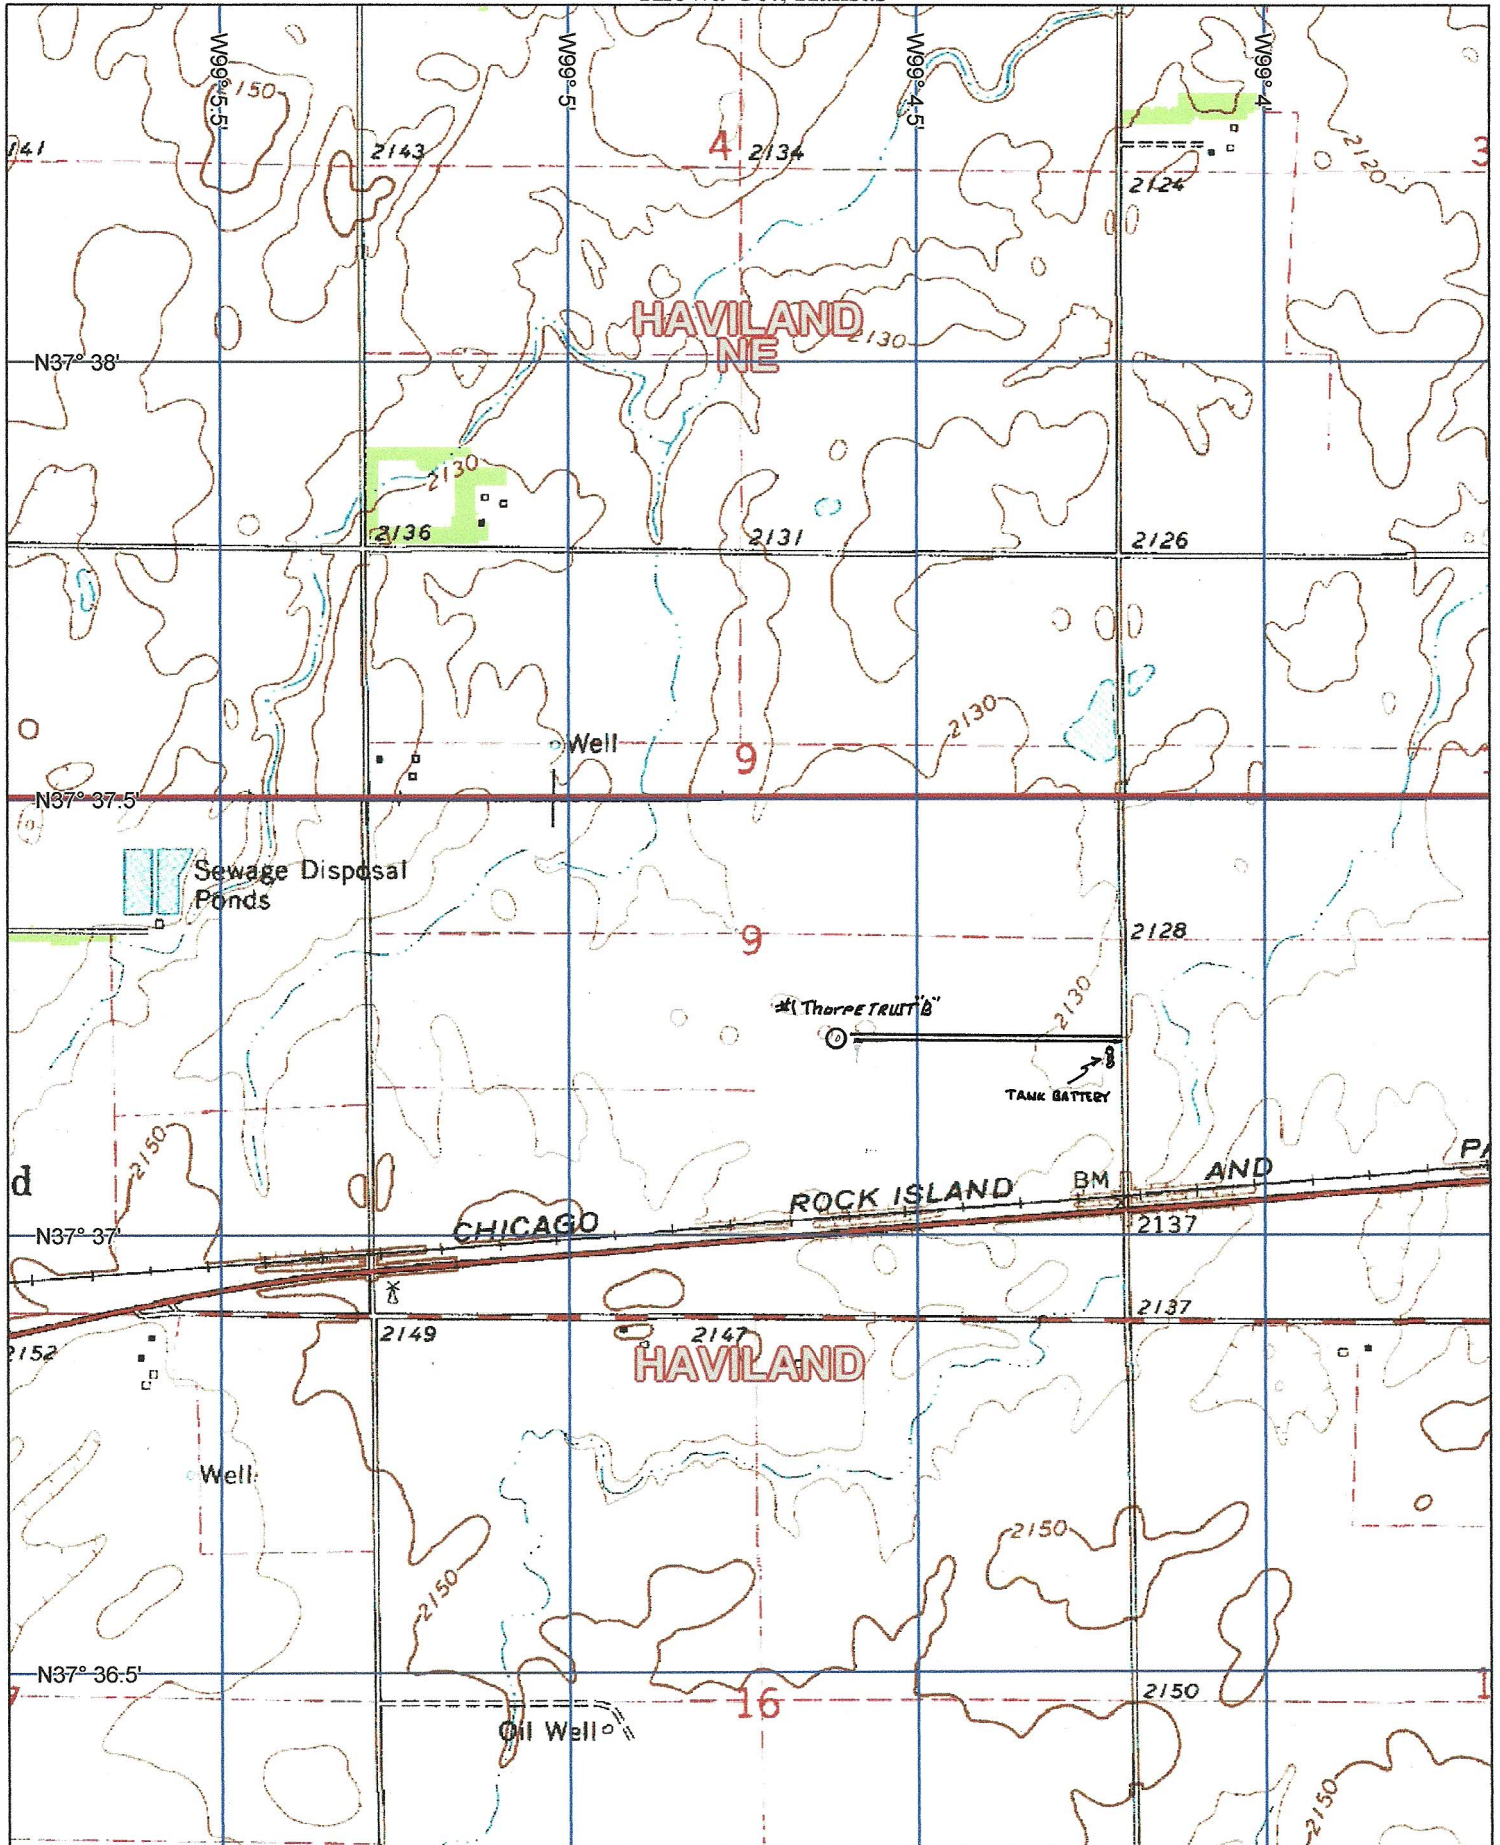 W99° 5.5'
W99° 5'
W99° 4.5'
W99° 4'
2150
2143
4
2134
2124
2120
3
HAVILAND
NE
2130
N37° 38'
2130
2136
2131
2126
2130
Well
9
N37° 37.5'
Sewage Disposal
Ponds
9
2128
2130
#1 Thorpe TRUST "B"
TANK BATTERY
2150
d
CHICAGO
ROCK ISLAND
BM
AND
N37° 37'
2137
2137
2149
2147
2152
HAVILAND
Well
2150
2150
N37° 36.5'
16
2150
Oil Well
2150